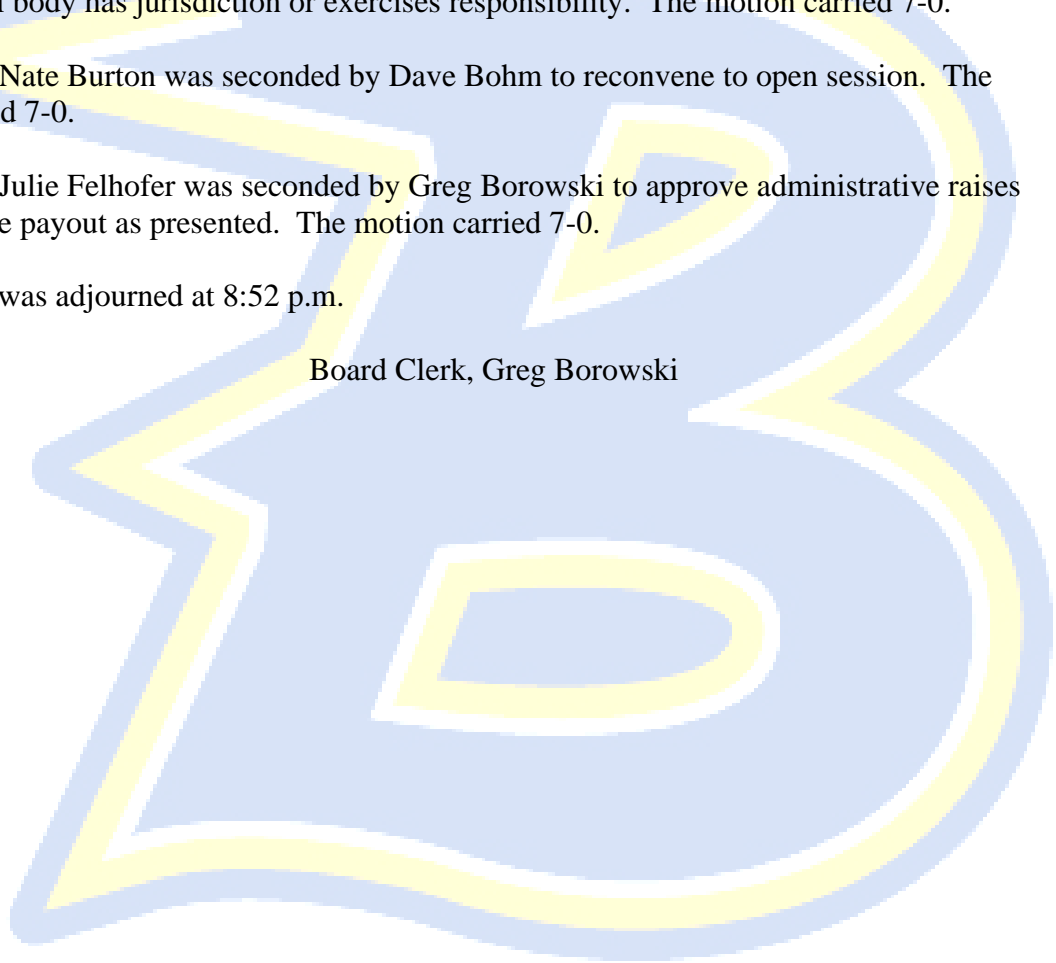 body has jurisdiction or exercises responsibility. The motion carried 7-0.
Nate Burton was seconded by Dave Bohm to reconvene to open session. The
d 7-0.
Julie Felhofer was seconded by Greg Borowski to approve administrative raises
e payout as presented. The motion carried 7-0.
was adjourned at 8:52 p.m.
Board Clerk, Greg Borowski
B